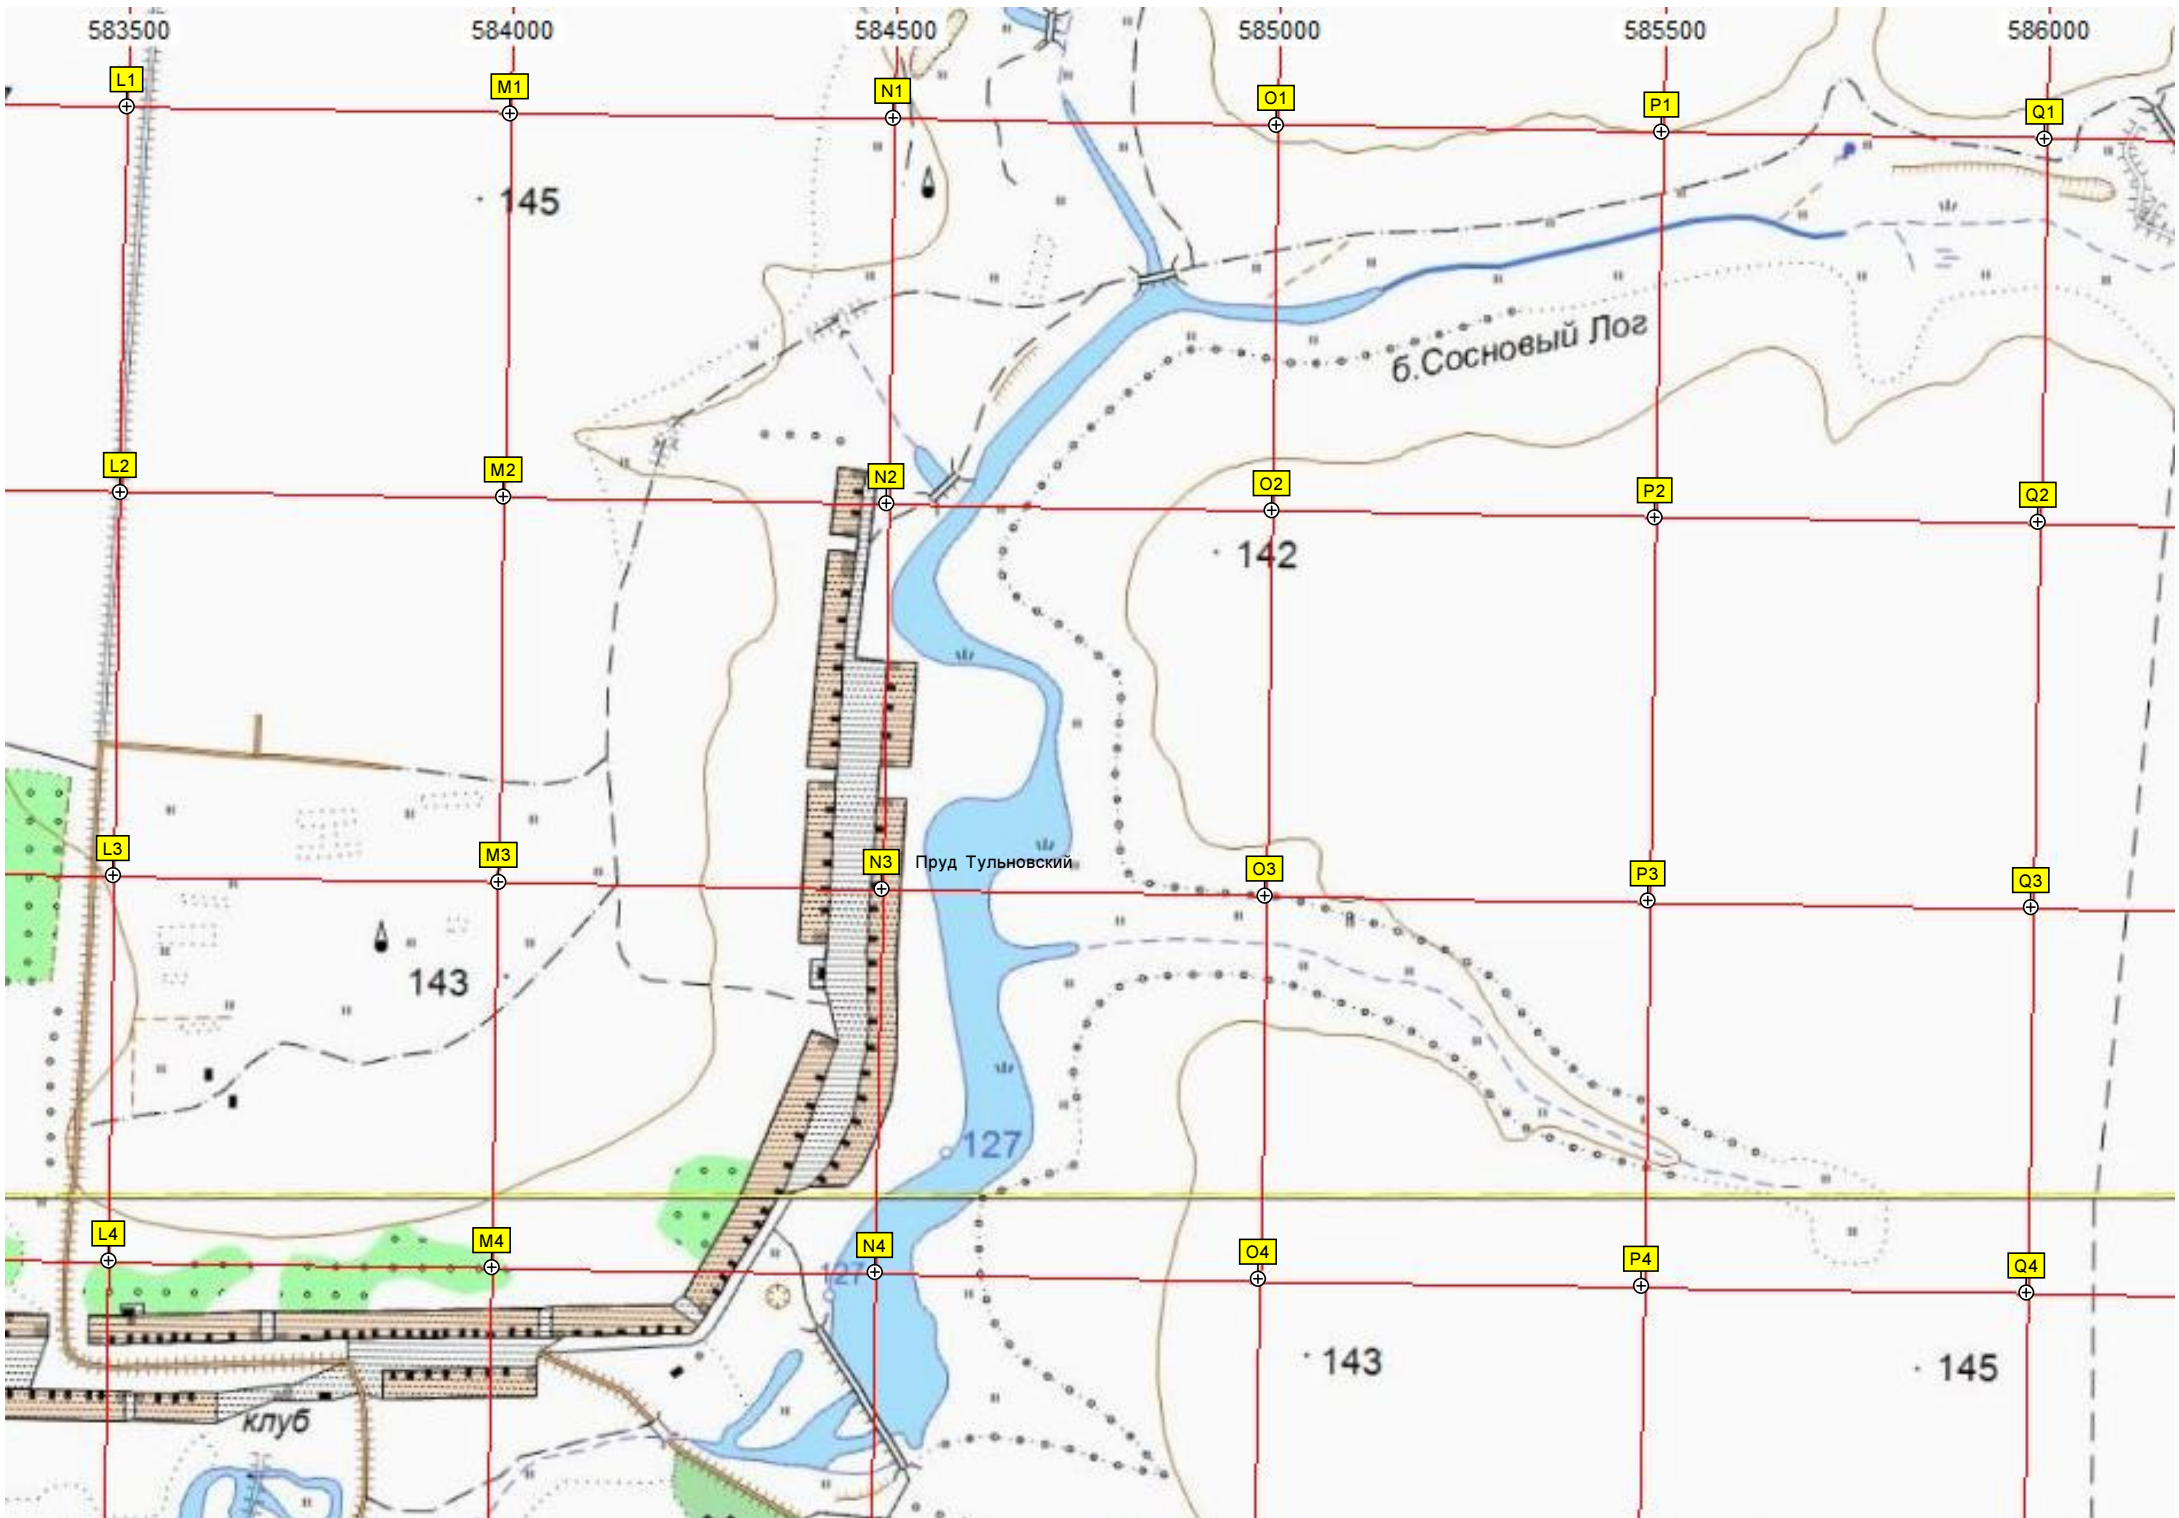 583500 584000 584500 585000 585500 586000
L1 M1 N1 O1 P1 Q1
145
б.Сосновый Лог
L2 M2 N2 O2 P2 Q2
142
L3 M3 N3 Пруд Тульновский O3 P3 Q3
143
127
L4 M4 N4 O4 P4 Q4
127
143 145
клуб